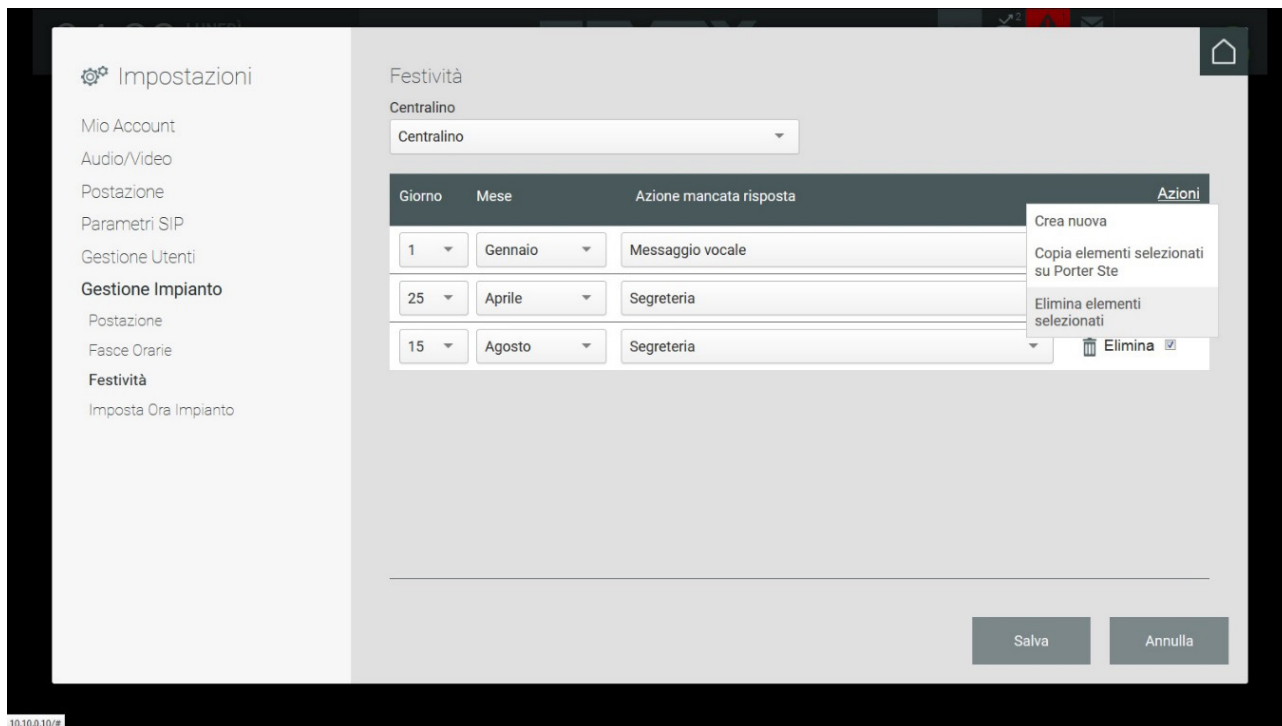 Impostazioni
Mio Account
Audio/Video
Postazione
Parametri SIP
Gestione Utenti
Gestione Impianto
Postazione
Fasce Orarie
Festività
Imposta Ora Impianto
Festività
Centralino
Centralino
Giorno Mese Azione mancata risposta Azioni
Crea nuova
Copia elementi selezionati
su Porter Ste
Elimina elementi
selezionati
1 Gennaio Messaggio vocale
25 Aprile Segreteria
15 Agosto Segreteria Elimina
Salva Annulla
10.10.0.10/#